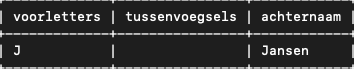 voorletters | tussenvoegsels | achternaam
J | | Jansen